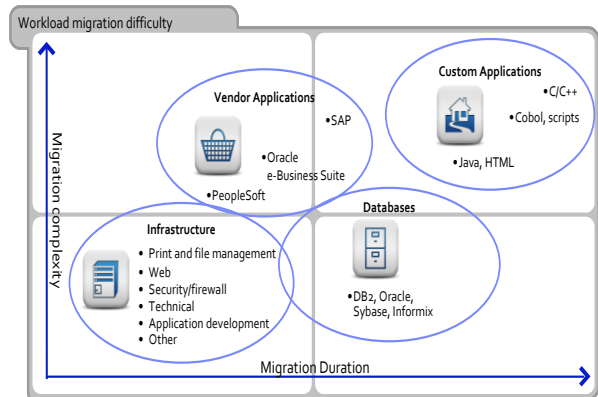 Workload migration difficulty
Custom Applications
• C/C++
Vendor Applications
• SAP
• Cobol, scripts
• Oracle
e-Business Suite
• Java, HTML
• PeopleSoft
Migration complexity
Databases
Infrastructure
• Print and file management
• Web
• Security/firewall
• Technical
• Application development
• Other
• DB2, Oracle,
Sybase, Informix
Migration Duration